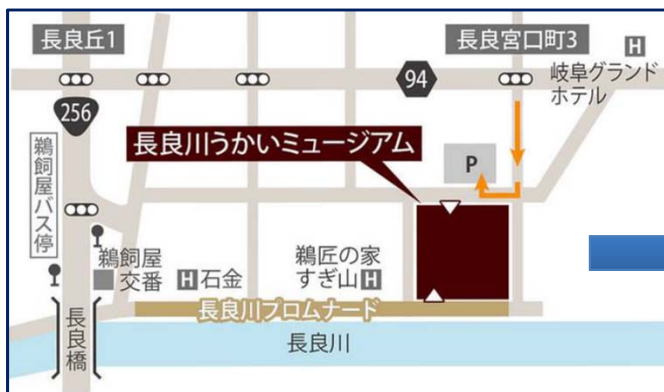 長良丘1
長良宮口町3
H
94
岐阜グランド
ホテル
256
長良川うかいミュージアム
P
鵜飼屋バス停
鵜飼屋
交番
H石金
鵜匠の家
すぎ山H
長良川プロムナード
長良橋
長良川